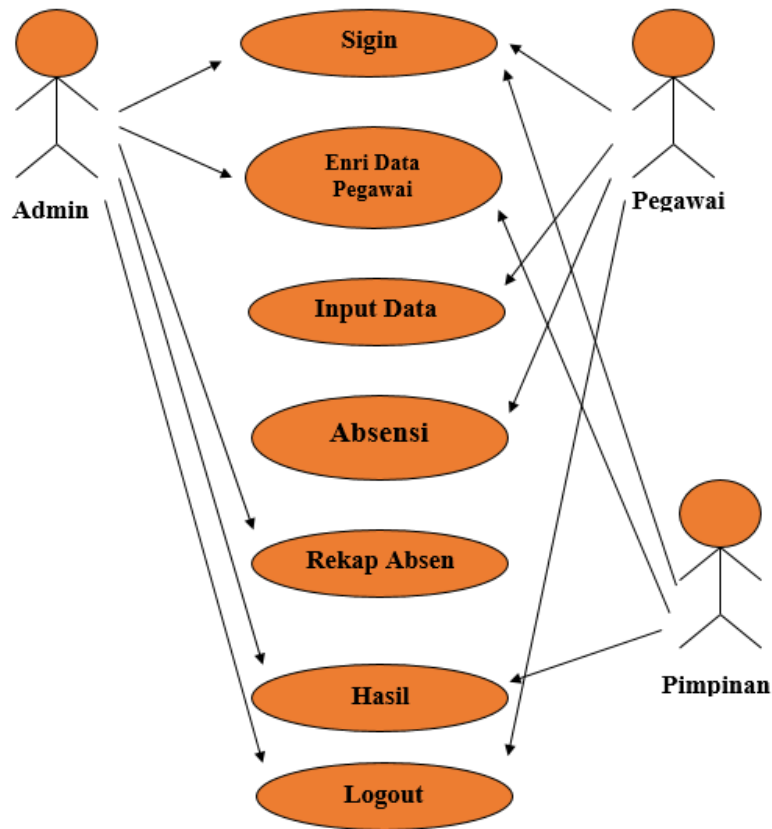 Sigin
Enri Data
Pegawai
Admin
Pegawai
Input Data
Absensi
Rekap Absen
Pimpinan
Hasil
Logout